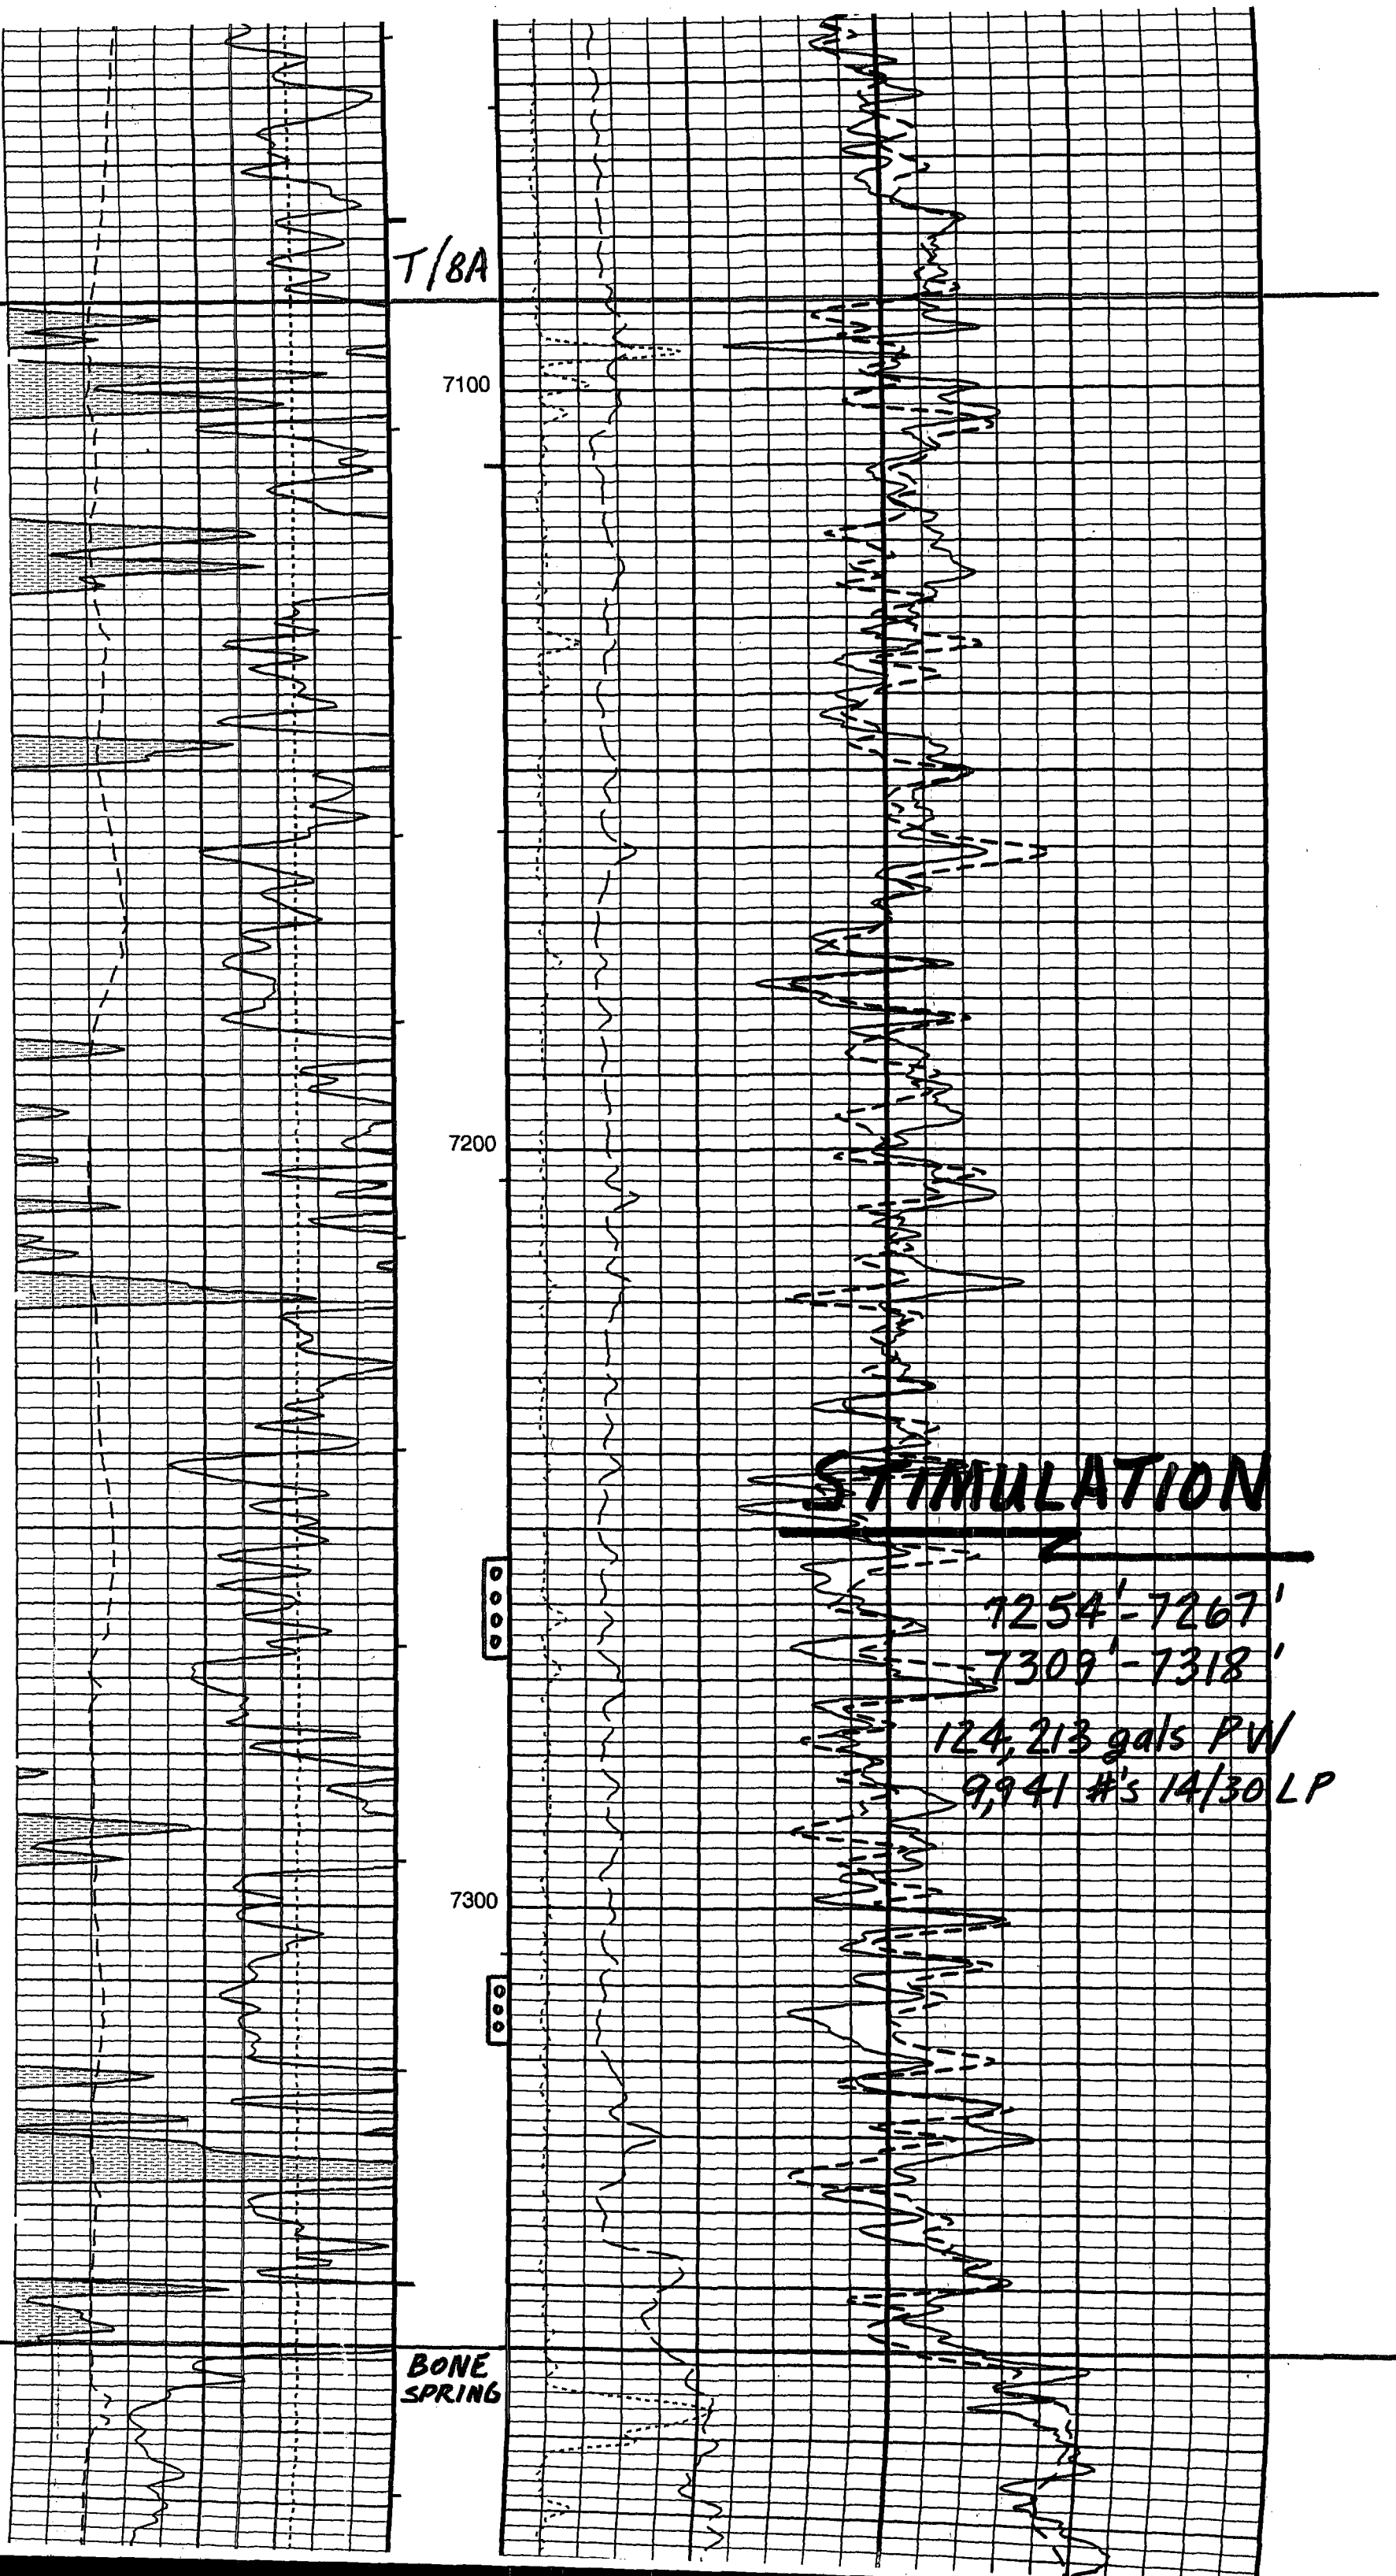 T/8A
7100
7200
STIMULATION
7254'-7267'
7309'-7318'
124,213 gals PW
9,941 #'s 14/30 LP
7300
BONE
SPRING